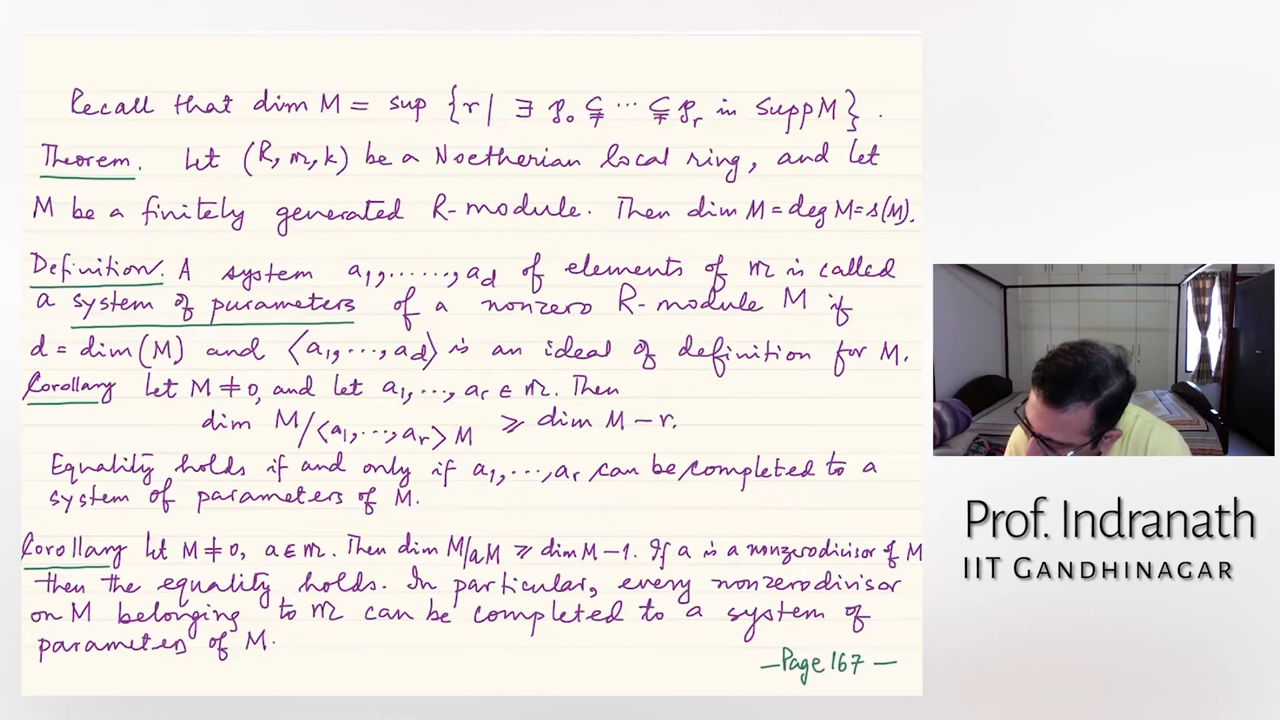 Recall that dim M = sup {r | ∃ 𝔭₀ ⊊ ⋯ ⊊ 𝔭ᵣ in Supp M}.
Theorem. Let (R, m, k) be a Noetherian local ring, and let
M be a finitely generated R-module. Then dim M = deg M = s(M).
Definition. A system a₁, ......, a_d of elements of m is called
a system of parameters of a nonzero R-module M if
d = dim(M) and ⟨a₁, ..., a_d⟩ is an ideal of definition for M.
Corollary Let M ≠ 0, and let a₁, ..., aᵣ ∈ m. Then
dim M/⟨a₁, ..., aᵣ⟩M ⩾ dim M − r.
Equality holds if and only if a₁, ..., aᵣ can be completed to a
system of parameters of M.
Corollary Let M ≠ 0, a ∈ m. Then dim M/aM ⩾ dim M − 1. If a is a nonzerodivisor of M
then the equality holds. In particular, every nonzerodivisor
on M belonging to m can be completed to a system of
parameters of M.
— Page 167 —
Prof. Indranath
IIT GANDHINAGAR